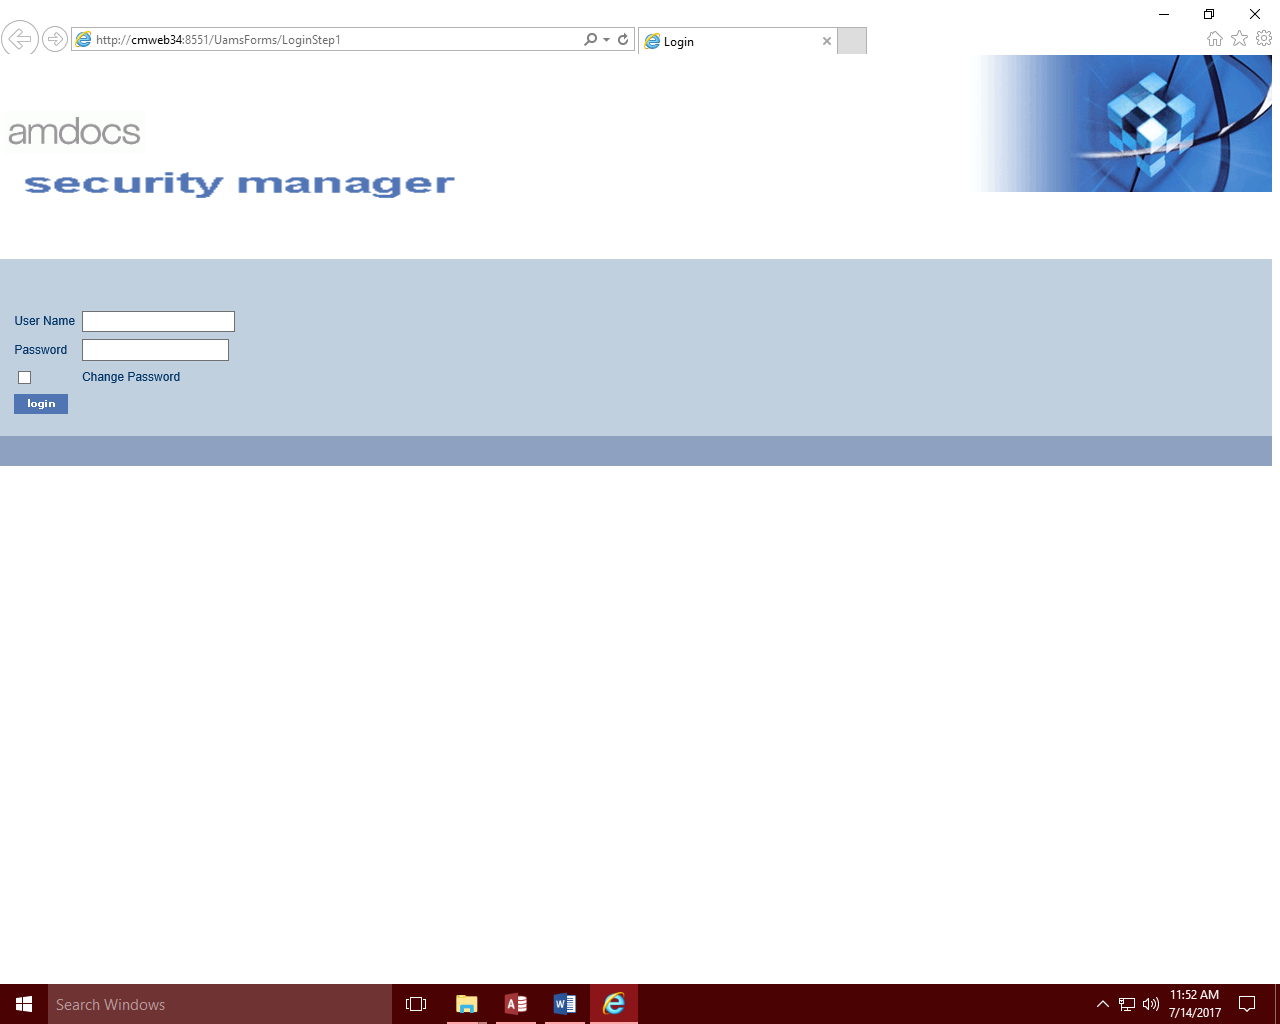 http://cmweb34:8551/UamsForms/LoginStep1
Login
amdocs
security manager
User Name
Password
Change Password
login
Search Windows
11:52 AM
7/14/2017